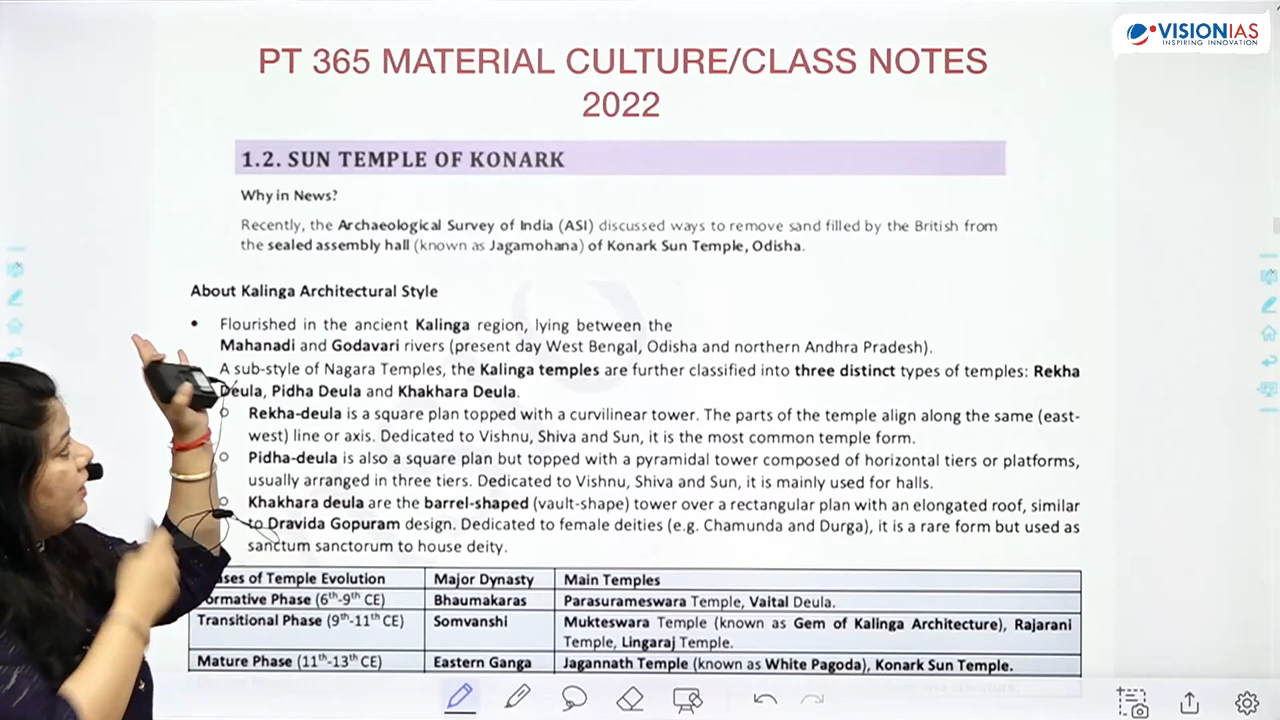 VISIONIAS
INSPIRING INNOVATION
PT 365 MATERIAL CULTURE/CLASS NOTES
2022
1.2. SUN TEMPLE OF KONARK
Why in News?
Recently, the Archaeological Survey of India (ASI) discussed ways to remove sand filled by the British from
the sealed assembly hall (known as Jagamohana) of Konark Sun Temple, Odisha.
About Kalinga Architectural Style
• Flourished in the ancient Kalinga region, lying between the
Mahanadi and Godavari rivers (present day West Bengal, Odisha and northern Andhra Pradesh).
A sub-style of Nagara Temples, the Kalinga temples are further classified into three distinct types of temples: Rekha
Deula, Pidha Deula and Khakhara Deula.
o Rekha-deula is a square plan topped with a curvilinear tower. The parts of the temple align along the same (east-
west) line or axis. Dedicated to Vishnu, Shiva and Sun, it is the most common temple form.
o Pidha-deula is also a square plan but topped with a pyramidal tower composed of horizontal tiers or platforms,
usually arranged in three tiers. Dedicated to Vishnu, Shiva and Sun, it is mainly used for halls.
o Khakhara deula are the barrel-shaped (vault-shape) tower over a rectangular plan with an elongated roof, similar
to Dravida Gopuram design. Dedicated to female deities (e.g. Chamunda and Durga), it is a rare form but used as
sanctum sanctorum to house deity.
ases of Temple Evolution Major Dynasty Main Temples
ormative Phase (6th-9th CE) Bhaumakaras Parasurameswara Temple, Vaital Deula.
Transitional Phase (9th-11th CE) Somvanshi Mukteswara Temple (known as Gem of Kalinga Architecture), Rajarani
Temple, Lingaraj Temple.
Mature Phase (11th-13th CE) Eastern Ganga Jagannath Temple (known as White Pagoda), Konark Sun Temple.